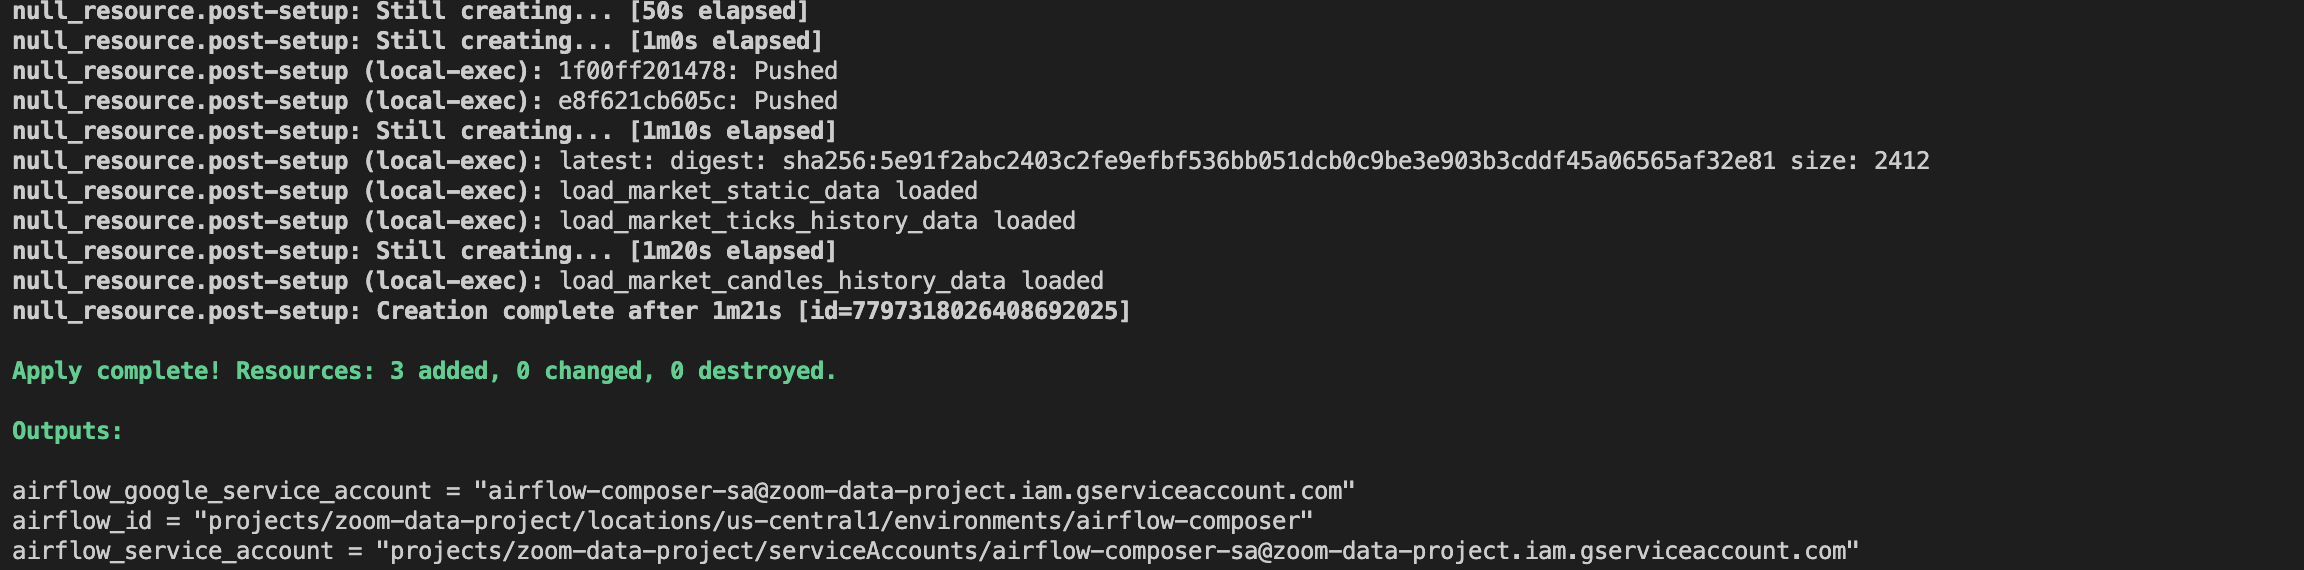 null_resource.post-setup: Still creating... [50s elapsed]
null_resource.post-setup: Still creating... [1m0s elapsed]
null_resource.post-setup (local-exec): 1f00ff201478: Pushed
null_resource.post-setup (local-exec): e8f621cb605c: Pushed
null_resource.post-setup: Still creating... [1m10s elapsed]
null_resource.post-setup (local-exec): latest: digest: sha256:5e91f2abc2403c2fe9efbf536bb051dcb0c9be3e903b3cddf45a06565af32e81 size: 2412
null_resource.post-setup (local-exec): load_market_static_data loaded
null_resource.post-setup (local-exec): load_market_ticks_history_data loaded
null_resource.post-setup: Still creating... [1m20s elapsed]
null_resource.post-setup (local-exec): load_market_candles_history_data loaded
null_resource.post-setup: Creation complete after 1m21s [id=7797318026408692025]
Apply complete! Resources: 3 added, 0 changed, 0 destroyed.
Outputs:
airflow_google_service_account = "airflow-composer-sa@zoom-data-project.iam.gserviceaccount.com"
airflow_id = "projects/zoom-data-project/locations/us-central1/environments/airflow-composer"
airflow_service_account = "projects/zoom-data-project/serviceAccounts/airflow-composer-sa@zoom-data-project.iam.gserviceaccount.com"